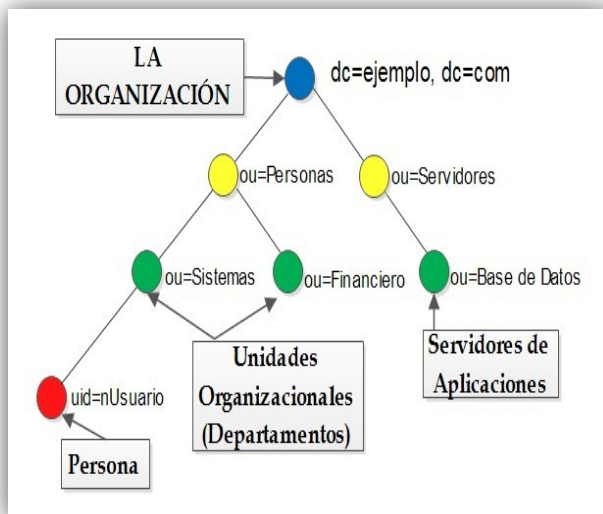 LA
ORGANIZACIÓN
dc=ejemplo, dc=com
ou=Personas
ou=Servidores
ou=Sistemas
ou=Financiero
ou=Base de Datos
Unidades
Organizacionales
(Departamentos)
Servidores de
Aplicaciones
uid=nUsuario
Persona